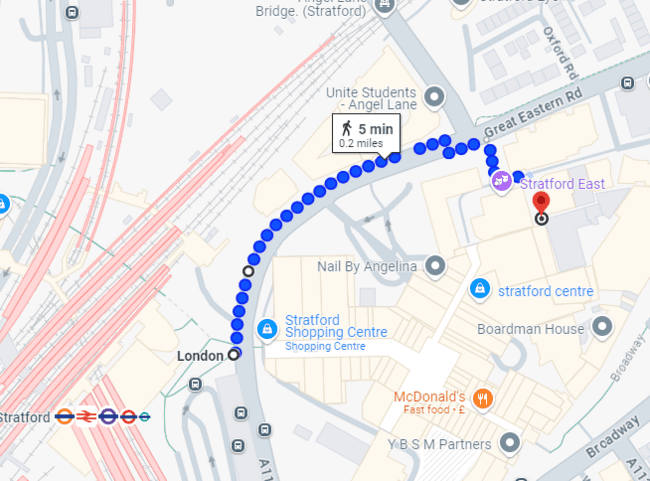 Angel Lane
Bridge. (Stratford)
Stratford Eye
Oxford Rd
Unite Students
- Angel Lane
Great Eastern Rd
5 min
0.2 miles
Stratford East
Nail By Angelina
stratford centre
Stratford
Shopping Centre
Shopping Centre
Boardman House
London
Broadway
McDonald's
Fast food • £
Stratford
Y B S M Partners
Broadway
A11